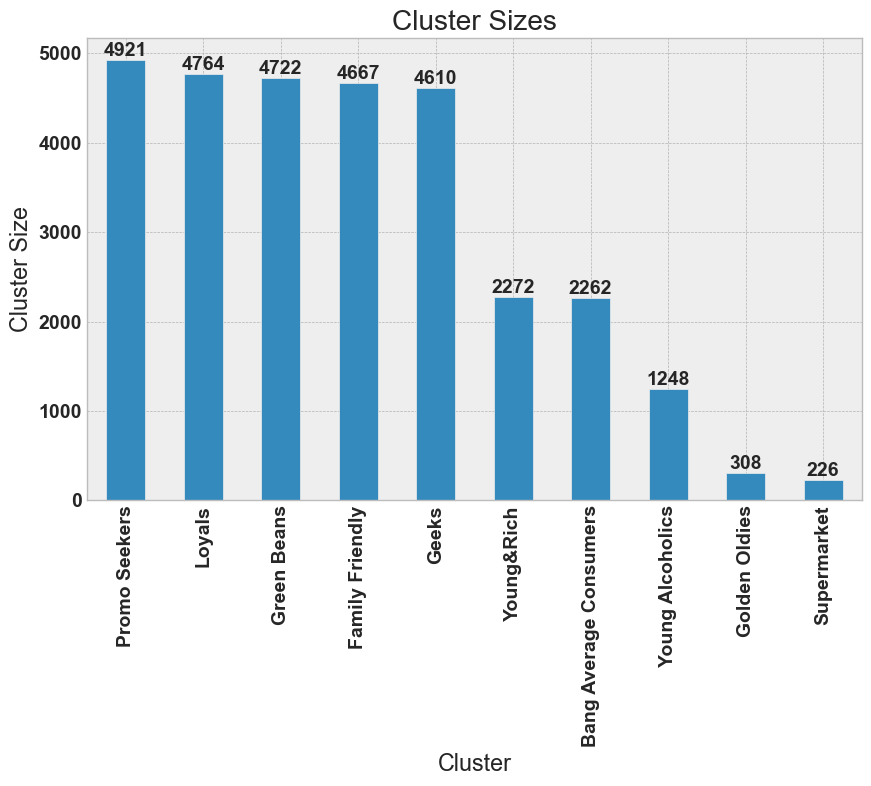 Cluster Sizes
Cluster Size
5000
4000
3000
2000
1000
0
4921
4764
4722
4667
4610
2272
2262
1248
308
226
Promo Seekers
Loyals
Green Beans
Family Friendly
Geeks
Young&Rich
Bang Average Consumers
Young Alcoholics
Golden Oldies
Supermarket
Cluster